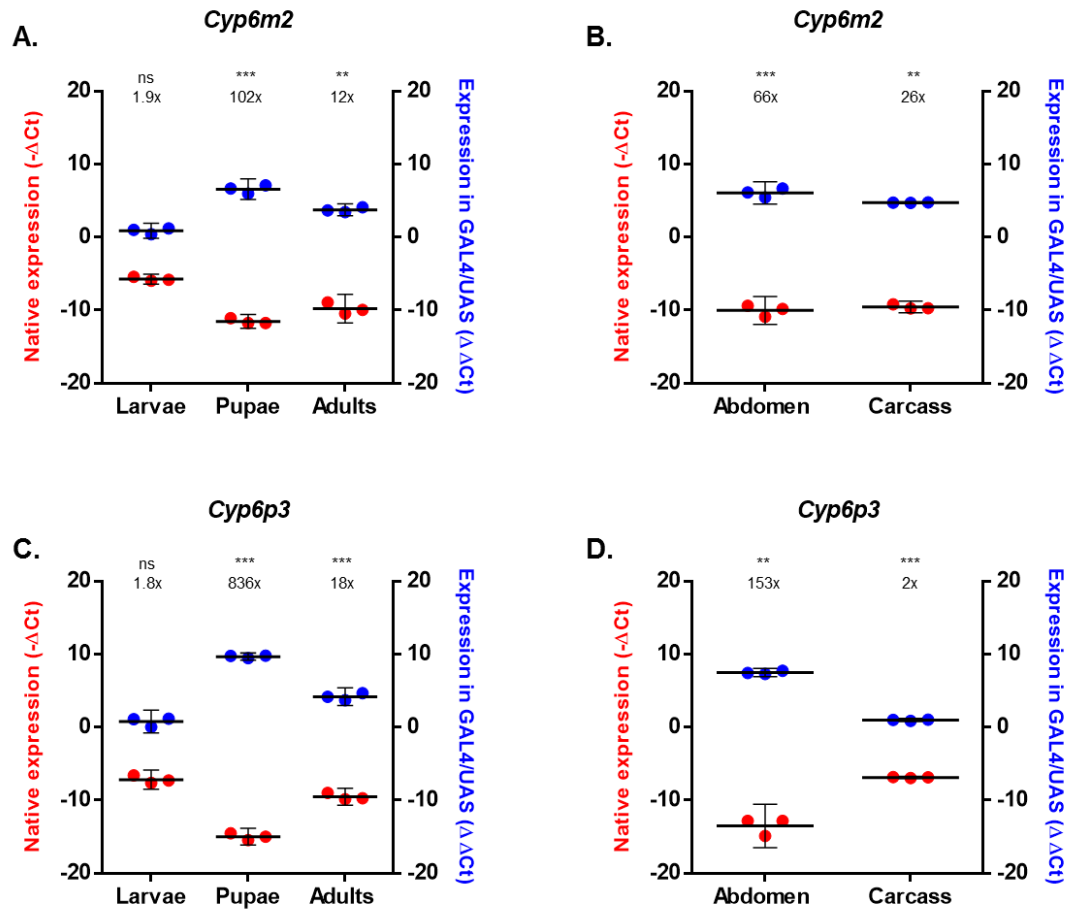 Cyp6m2
A.
ns *** **
1.9x 102x 12x
20 20
10 10
0 0
-10 -10
-20 -20
Native expression (-ΔCt)
Expression in GAL4/UAS (Δ ΔCt)
Larvae Pupae Adults
Cyp6m2
B.
*** **
66x 26x
20 20
10 10
0 0
-10 -10
-20 -20
Native expression (-ΔCt)
Expression in GAL4/UAS (Δ ΔCt)
Abdomen Carcass
Cyp6p3
C.
ns *** ***
1.8x 836x 18x
20 20
10 10
0 0
-10 -10
-20 -20
Native expression (-ΔCt)
Expression in GAL4/UAS (Δ ΔCt)
Larvae Pupae Adults
Cyp6p3
D.
** ***
153x 2x
20 20
10 10
0 0
-10 -10
-20 -20
Native expression (-ΔCt)
Expression in GAL4/UAS (Δ ΔCt)
Abdomen Carcass